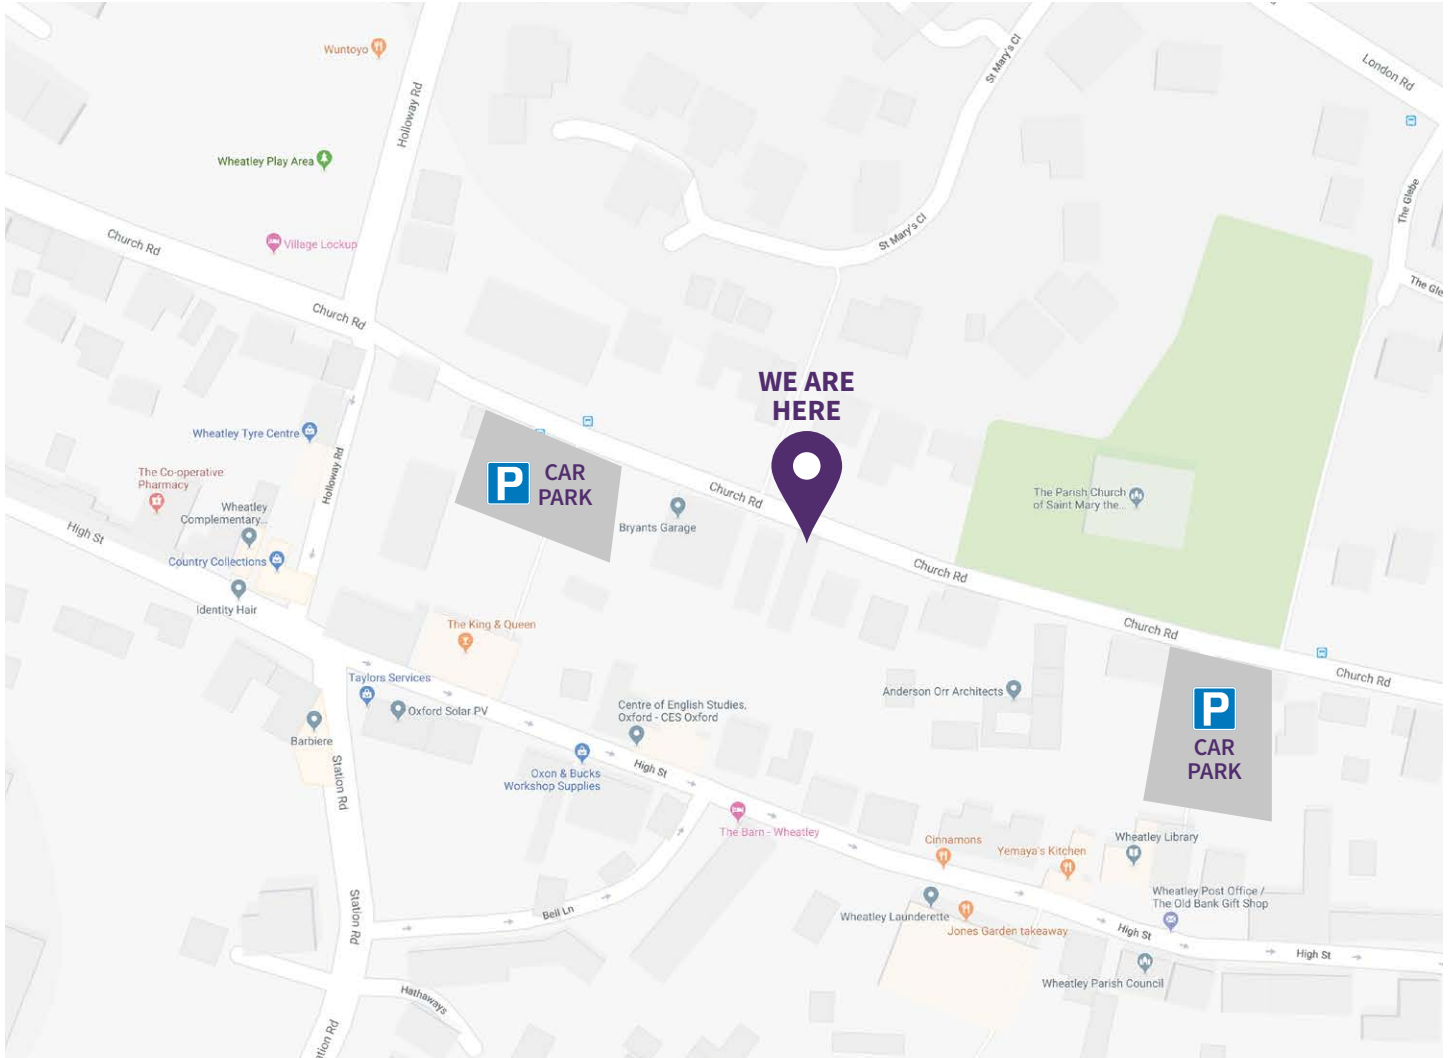 Wuntoyo
Holloway Rd
St Mary's Cl
London Rd
Wheatley Play Area
The Glebe
Church Rd
Village Lockup
St Mary's Cl
The Gle
Church Rd
WE ARE
HERE
Wheatley Tyre Centre
Holloway Rd
The Co-operative
Pharmacy
P
CAR
PARK
Church Rd
The Parish Church
of Saint Mary the...
Wheatley
Complementary...
High St
Bryants Garage
Country Collections
Church Rd
Identity Hair
The King & Queen
Church Rd
Taylors Services
Oxford Solar PV
Centre of English Studies,
Oxford - CES Oxford
Anderson Orr Architects
Church Rd
P
CAR
PARK
Barbiere
Station Rd
Oxon & Bucks
Workshop Supplies
High St
The Barn - Wheatley
Cinnamons
Yemaya's Kitchen
Wheatley Library
Station Rd
Bell Ln
Wheatley Launderette
Jones Garden takeaway
Wheatley Post Office /
The Old Bank Gift Shop
High St
High St
Wheatley Parish Council
Hathaways
ation Rd